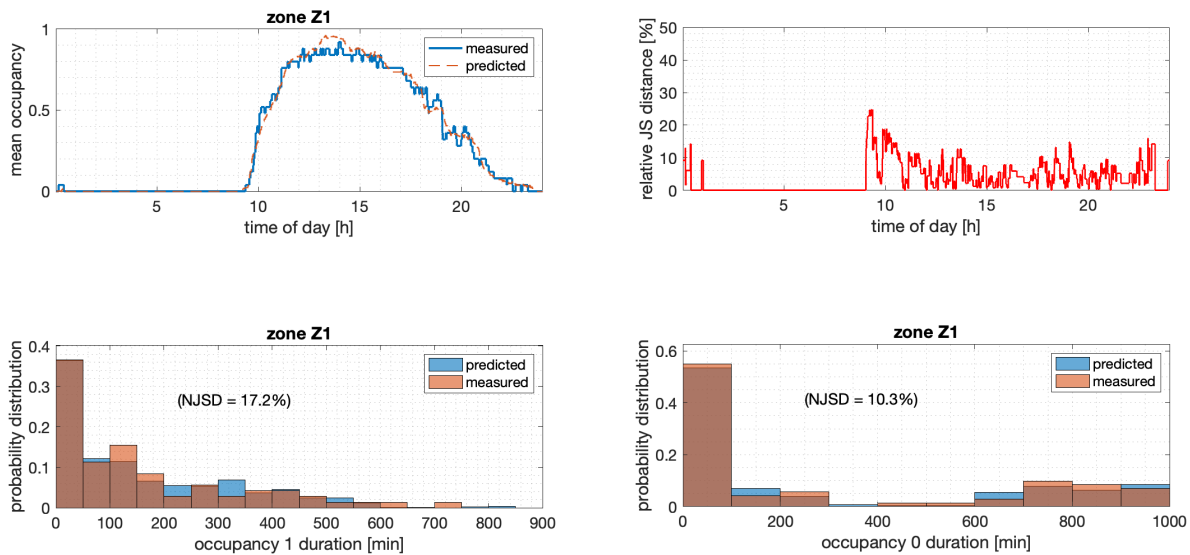 zone Z1
mean occupancy
1
0.5
0
measured
predicted
5
10
15
20
time of day [h]
relative JS distance [%]
50
40
30
20
10
0
5
10
15
20
time of day [h]
zone Z1
probability distribution
0.4
0.3
0.2
0.1
0
(NJSD = 17.2%)
predicted
measured
0
100
200
300
400
500
600
700
800
900
occupancy 1 duration [min]
zone Z1
probability distribution
0.6
0.4
0.2
0
(NJSD = 10.3%)
predicted
measured
0
200
400
600
800
1000
occupancy 0 duration [min]